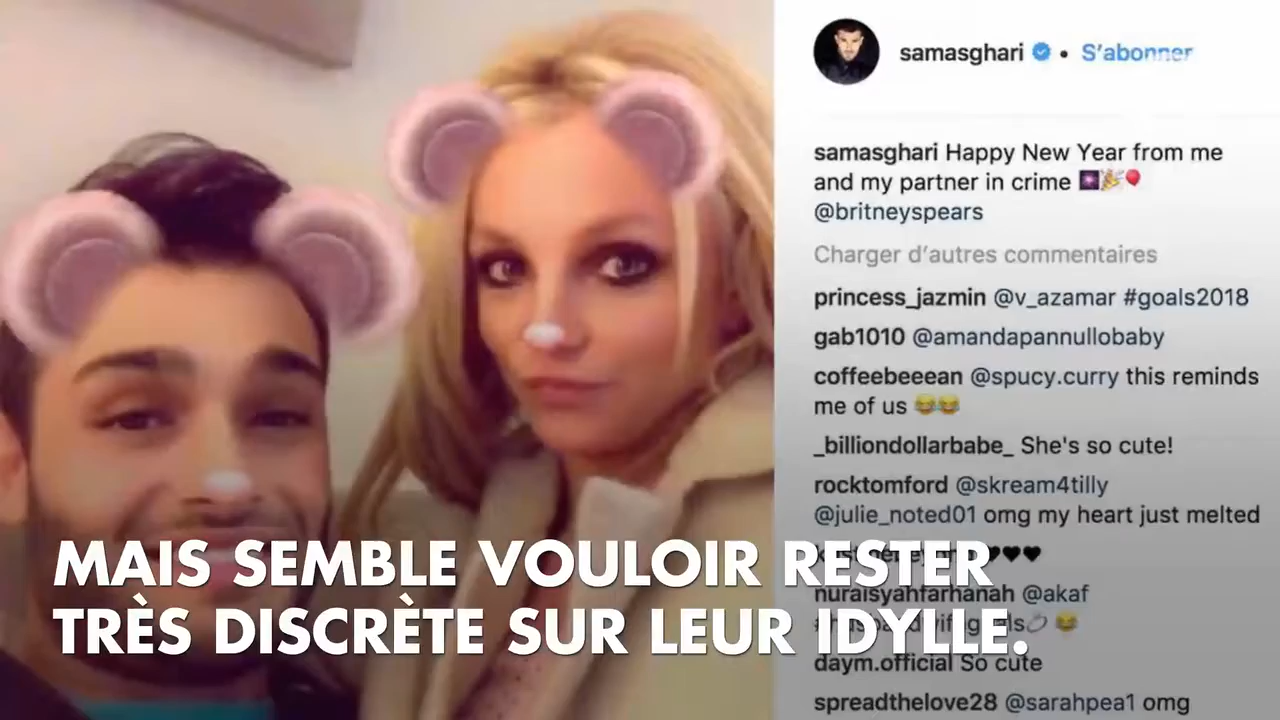 samasghari • S'abonner
samasghari Happy New Year from me
and my partner in crime 🎆🎉🎈
@britneyspears
Charger d'autres commentaires
princess_jazmin @v_azamar #goals2018
gab1010 @amandapannullobaby
coffeebeeean @spucy.curry this reminds
me of us 😂😂
_billiondollarbabe_ She's so cute!
rocktomford @skream4tilly
@julie_noted01 omg my heart just melted
♥♥♥
nuraisyahfarhanah @akaf
daym.official So cute
spreadthelove28 @sarahpea1 omg
MAIS SEMBLE VOULOIR RESTER
TRÈS DISCRÈTE SUR LEUR IDYLLE.